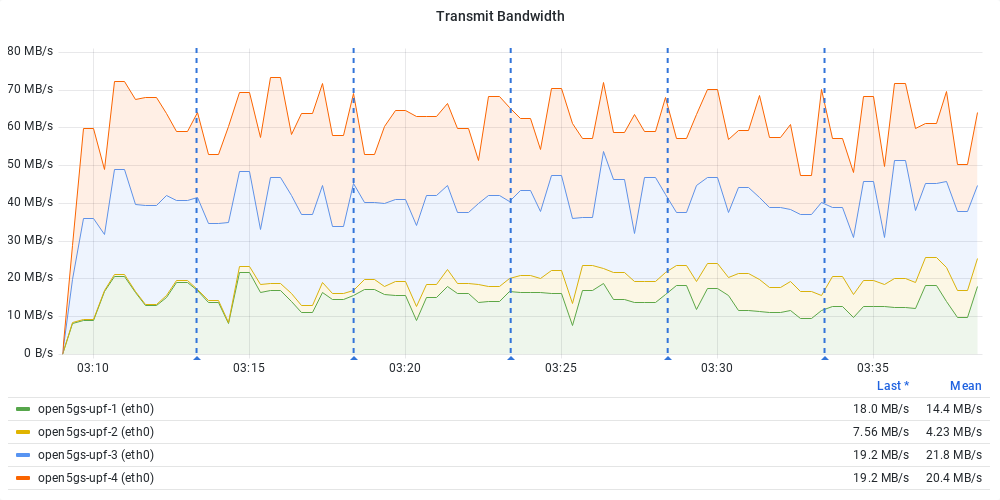 Transmit Bandwidth
80 MB/s
70 MB/s
60 MB/s
50 MB/s
40 MB/s
30 MB/s
20 MB/s
10 MB/s
0 B/s
03:10 03:15 03:20 03:25 03:30 03:35
Last * Mean
open5gs-upf-1 (eth0) 18.0 MB/s 14.4 MB/s
open5gs-upf-2 (eth0) 7.56 MB/s 4.23 MB/s
open5gs-upf-3 (eth0) 19.2 MB/s 21.8 MB/s
open5gs-upf-4 (eth0) 19.2 MB/s 20.4 MB/s